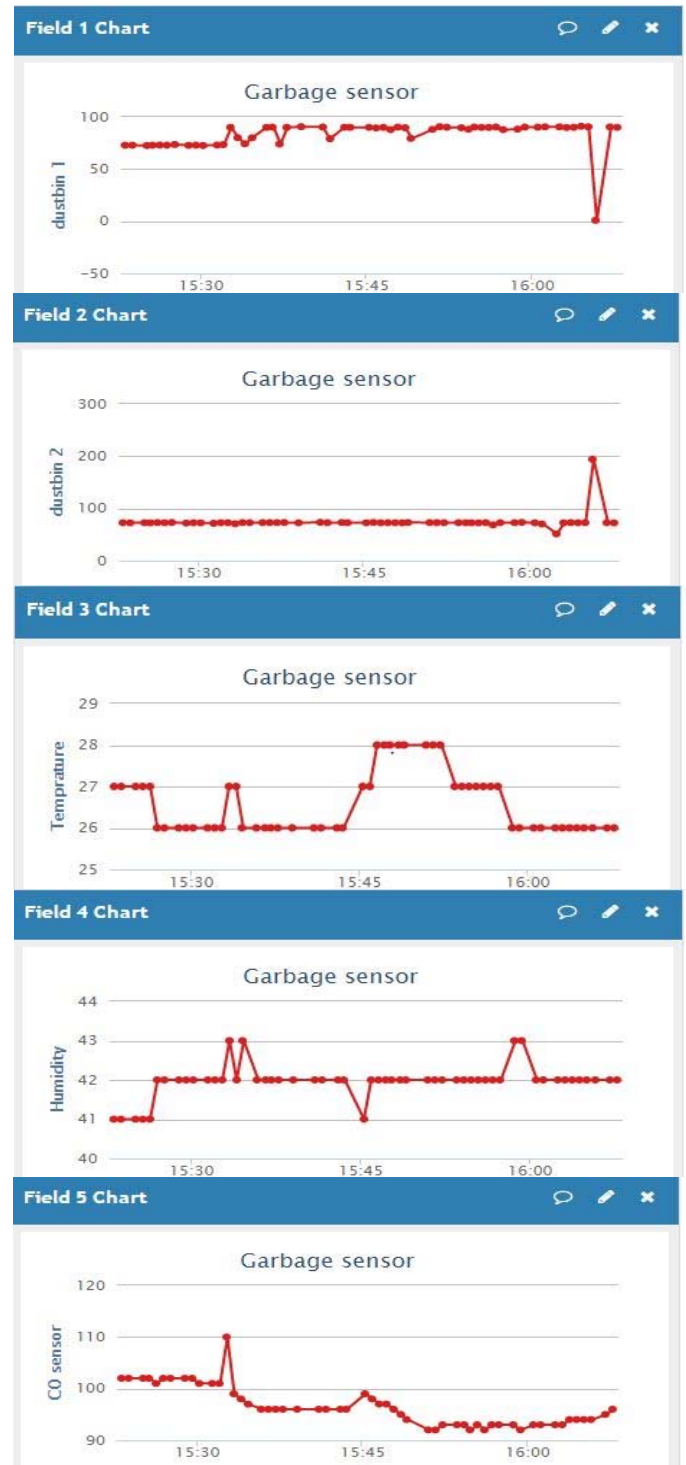 Field 1 Chart
Garbage sensor
100
50
0
-50
dustbin 1
15:30 15:45 16:00
Field 2 Chart
Garbage sensor
300
200
100
0
dustbin 2
15:30 15:45 16:00
Field 3 Chart
Garbage sensor
29
28
27
26
25
Temprature
15:30 15:45 16:00
Field 4 Chart
Garbage sensor
44
43
42
41
40
Humidity
15:30 15:45 16:00
Field 5 Chart
Garbage sensor
120
110
100
90
CO sensor
15:30 15:45 16:00